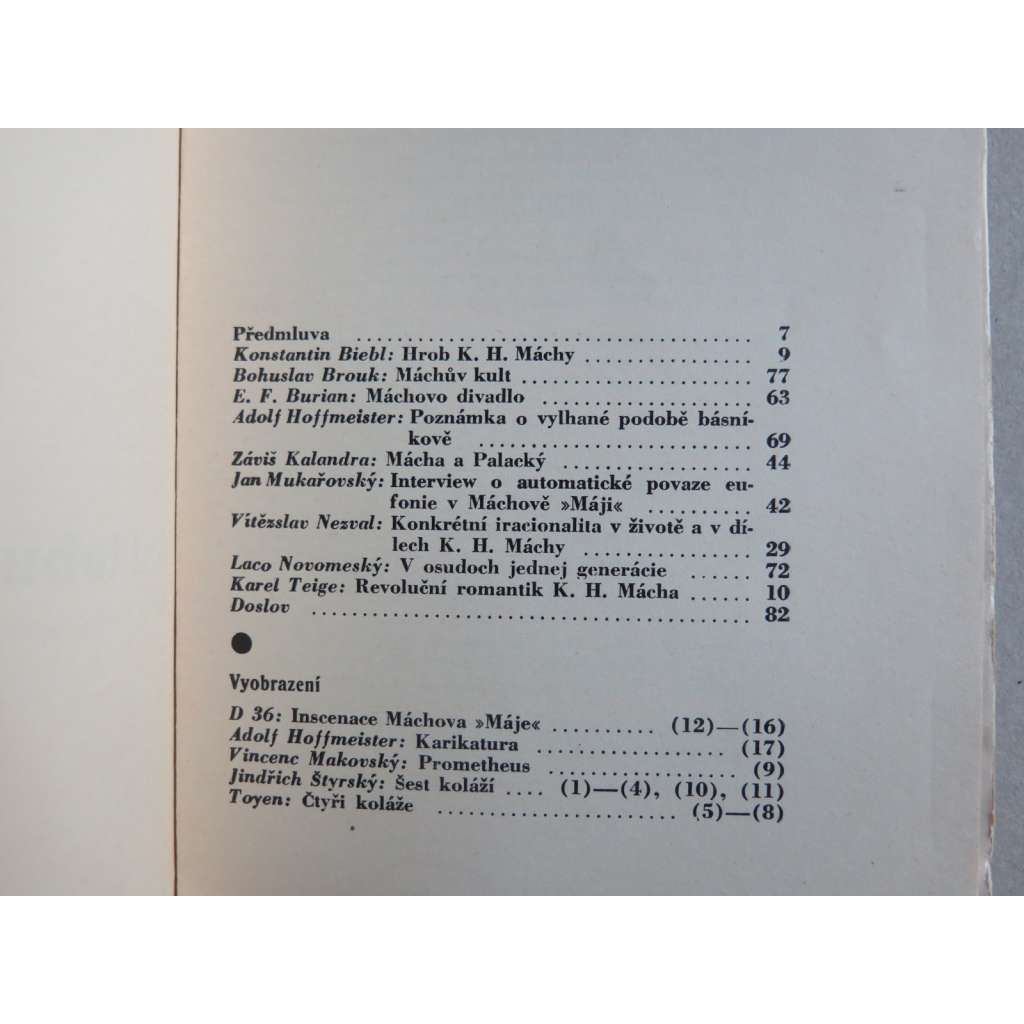 Předmluva ..................................... 7
Konstantin Biebl: Hrob K. H. Máchy .................... 9
Bohuslav Brouk: Máchův kult ......................... 77
E. F. Burian: Máchovo divadlo ....................... 63
Adolf Hoffmeister: Poznámka o vylhané podobě básní-
kově ............................ 69
Záviš Kalandra: Mácha a Palacký ..................... 44
Jan Mukařovský: Interview o automatické povaze eu-
fonie v Máchově »Máji« .......... 42
Vítězslav Nezval: Konkrétní iracionalita v životě a v dí-
lech K. H. Máchy ................ 29
Laco Novomeský: V osudoch jednej generácie ...... 72
Karel Teige: Revoluční romantik K. H. Mácha ...... 10
Doslov ......................................... 82
●
Vyobrazení
D 36: Inscenace Máchova »Máje« .......... (12)—(16)
Adolf Hoffmeister: Karikatura ................... (17)
Vincenc Makovský: Prometheus ................... (9)
Jindřich Štyrský: Šest koláží .... (1)—(4), (10), (11)
Toyen: Čtyři koláže ....................... (5)—(8)